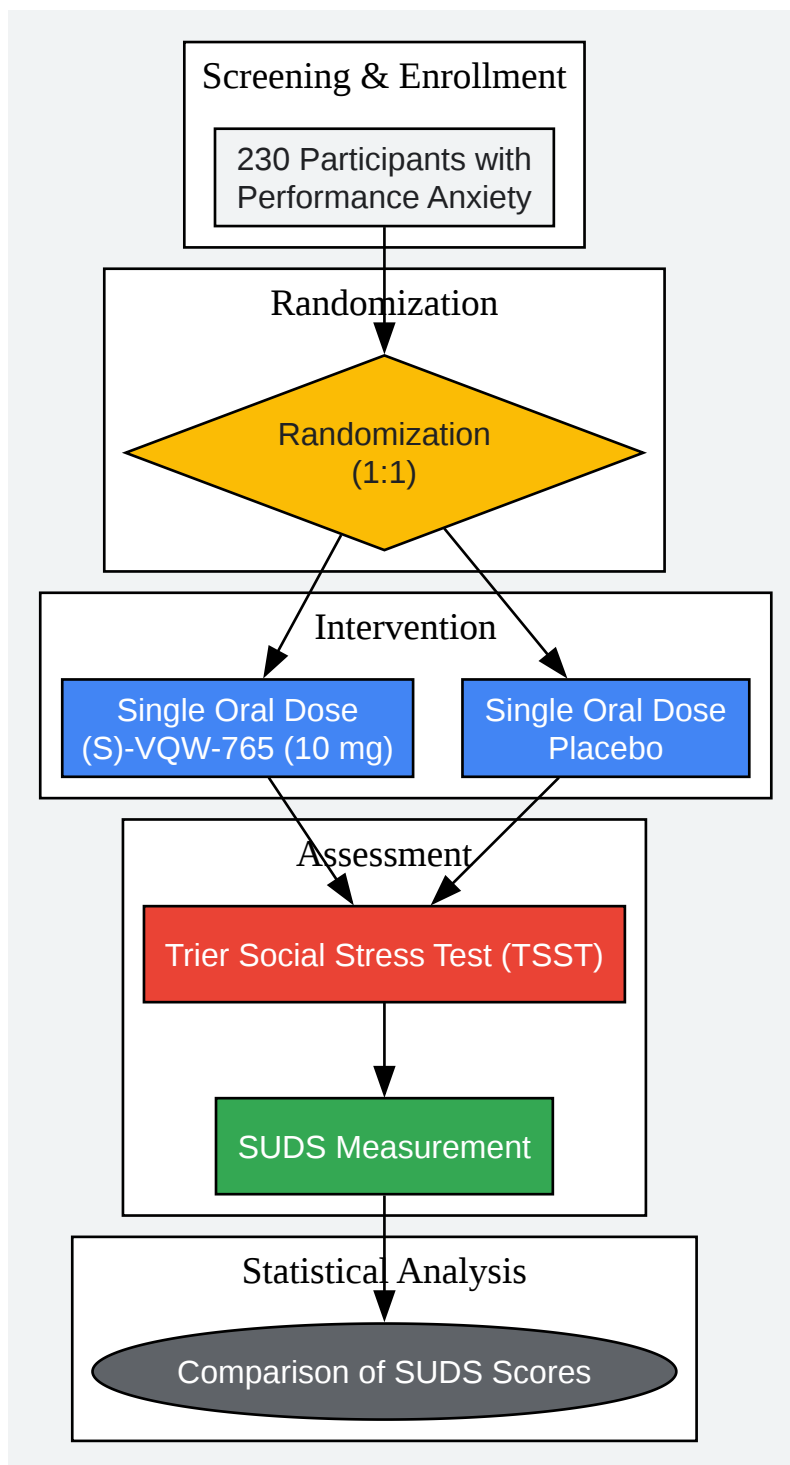 Screening & Enrollment
230 Participants with
Performance Anxiety
Randomization
Randomization
(1:1)
Intervention
Single Oral Dose
(S)-VQW-765 (10 mg)
Single Oral Dose
Placebo
Assessment
Trier Social Stress Test (TSST)
SUDS Measurement
Statistical Analysis
Comparison of SUDS Scores